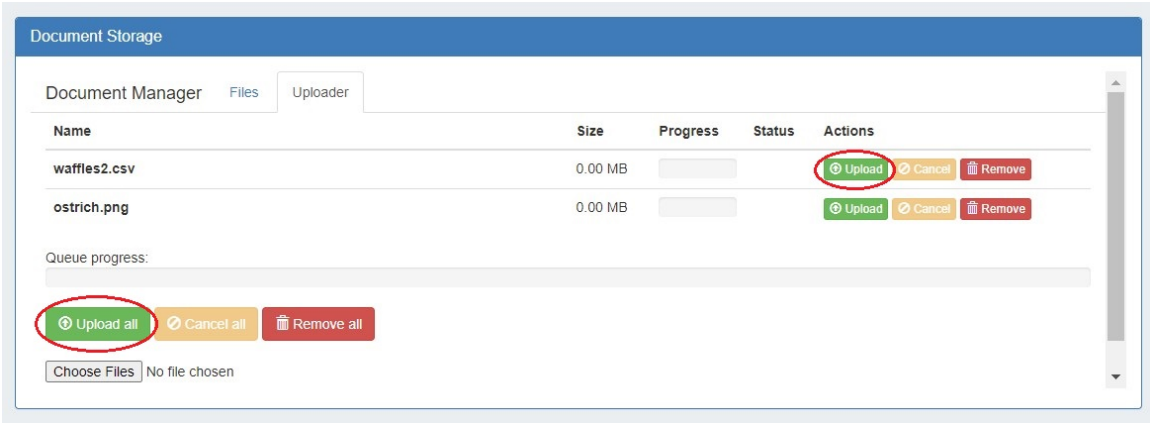 Document Storage
Document Manager Files Uploader
Name Size Progress Status Actions
waffles2.csv 0.00 MB Upload Cancel Remove
ostrich.png 0.00 MB Upload Cancel Remove
Queue progress:
Upload all Cancel all Remove all
Choose Files No file chosen